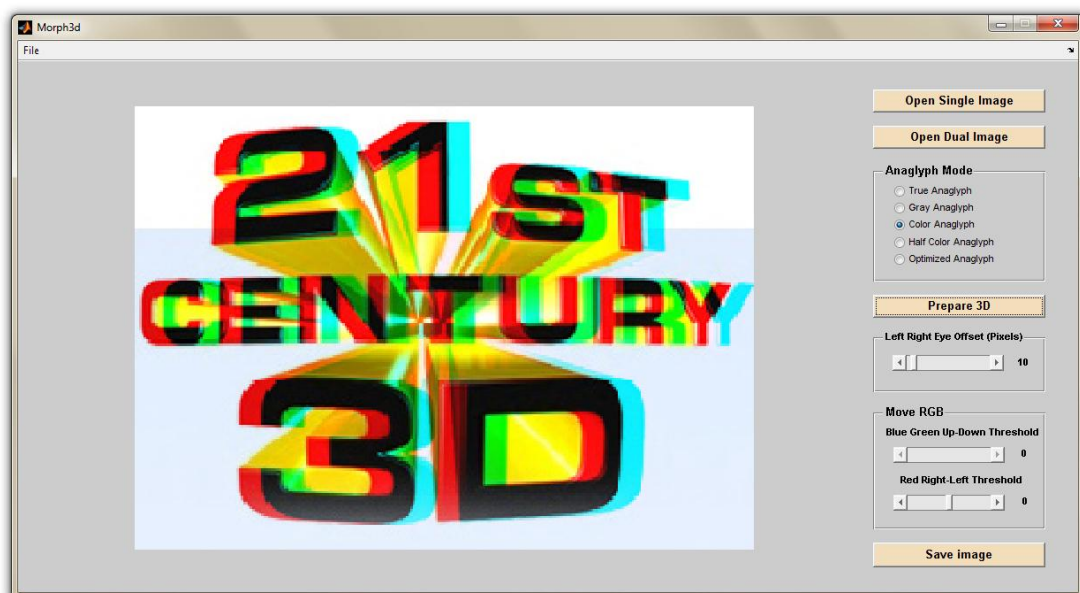 Morph3d
File
21ST
CENTURY
3D
Open Single Image
Open Dual Image
Anaglyph Mode
True Anaglyph
Gray Anaglyph
Color Anaglyph
Half Color Anaglyph
Optimized Anaglyph
Prepare 3D
Left Right Eye Offset (Pixels)
10
Move RGB
Blue Green Up-Down Threshold
0
Red Right-Left Threshold
0
Save image